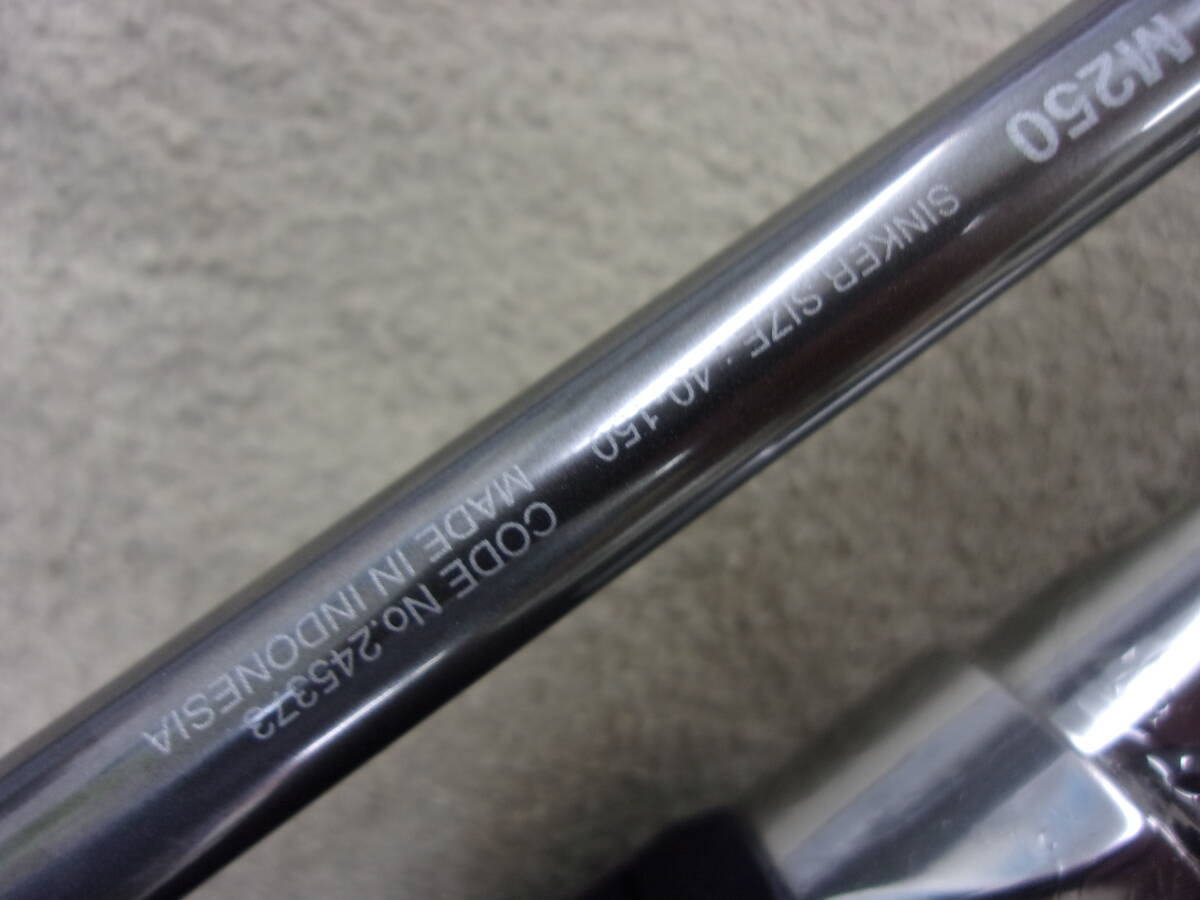 M250
SINKER SIZE : 40-150
CODE No.245373
MADE IN INDONESIA